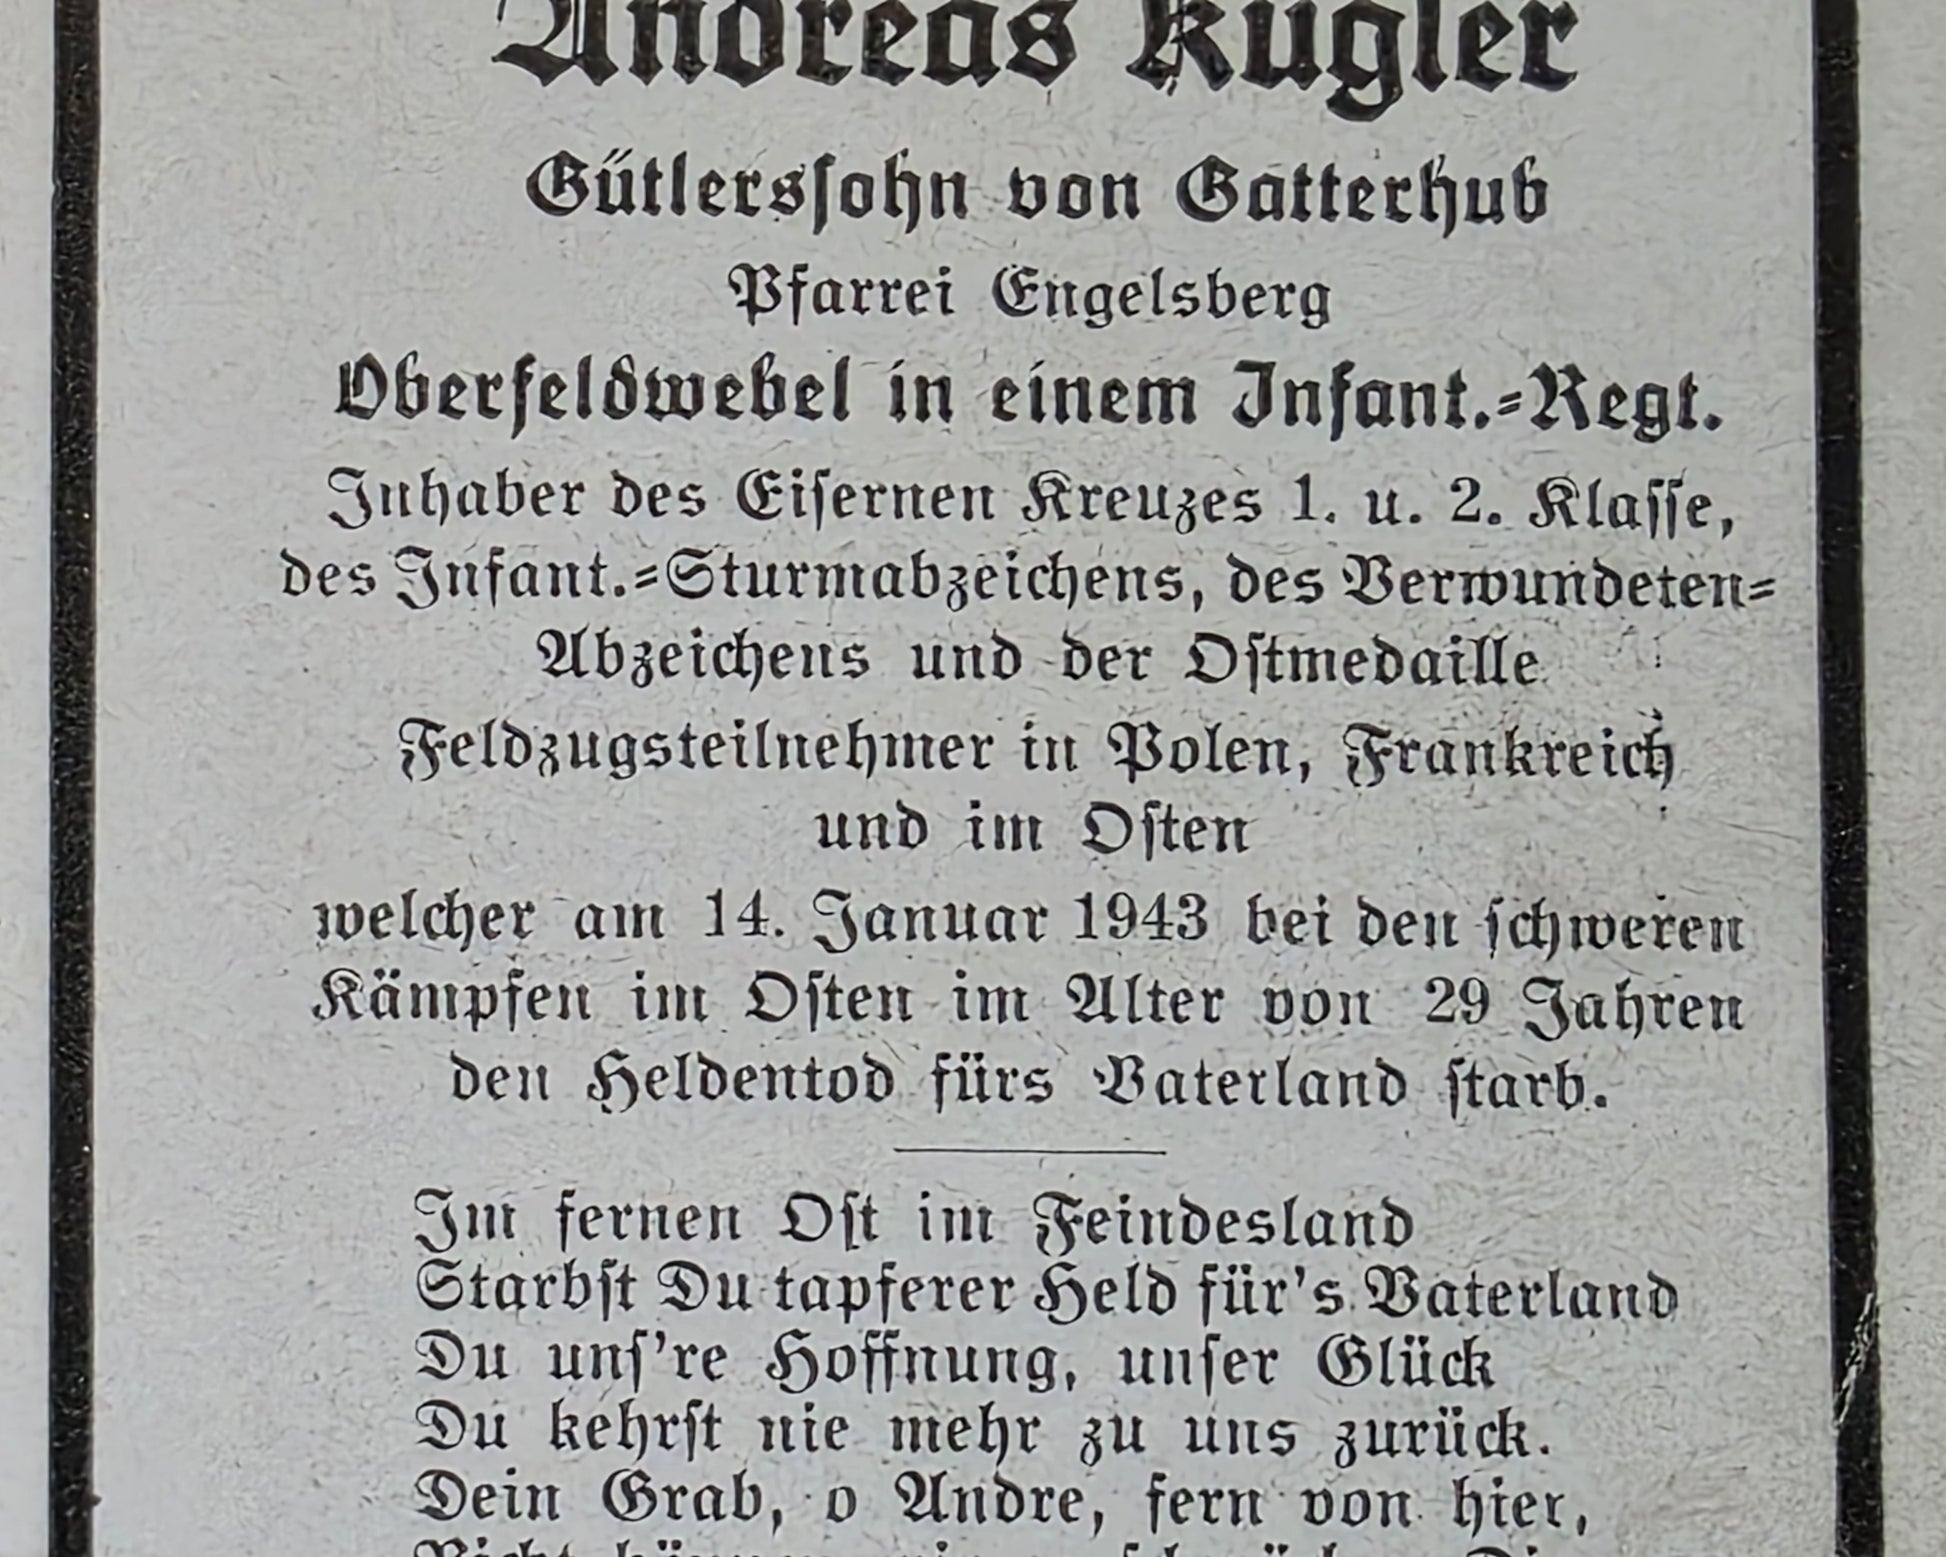 Andreas Kugler
Gütlerssohn von Gatterhub
Pfarrei Engelsberg
Oberfeldwebel in einem Infant.-Regt.
Inhaber des Eisernen Kreuzes 1. u. 2. Klasse,
des Infant.-Sturmabzeichens, des Verwundeten-
Abzeichens und der Ostmedaille
Feldzugsteilnehmer in Polen, Frankreich
und im Osten
welcher am 14. Januar 1943 bei den schweren
Kämpfen im Osten im Alter von 29 Jahren
den Heldentod fürs Vaterland starb.
Im fernen Ost im Feindesland
Starbst Du tapferer Held für's Vaterland
Du uns're Hoffnung, unser Glück
Du kehrst nie mehr zu uns zurück.
Dein Grab, o Andre, fern von hier,